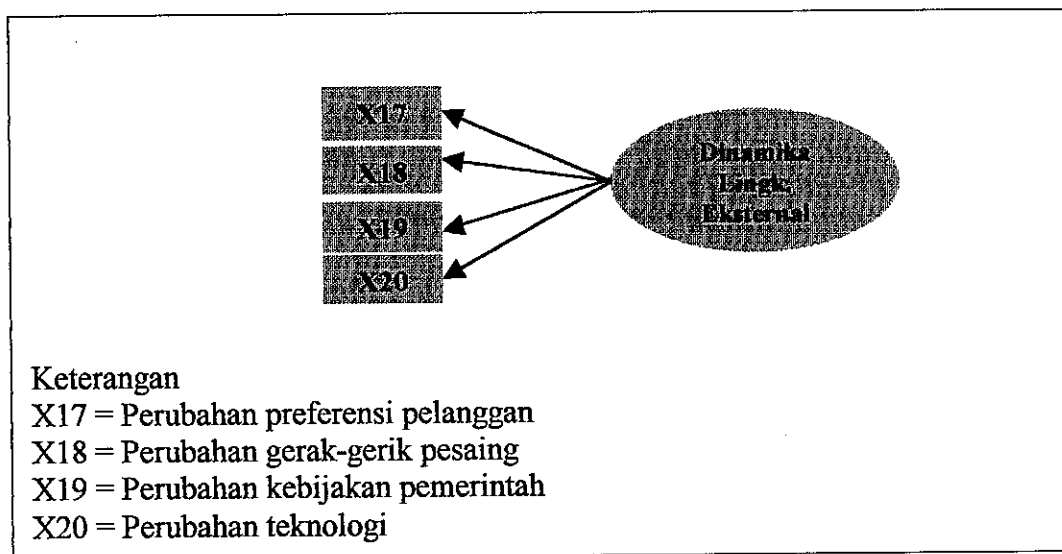 X17
X18
X19
X20
Dinamika
Lingk.
Eksternal
Keterangan
X17 = Perubahan preferensi pelanggan
X18 = Perubahan gerak-gerik pesaing
X19 = Perubahan kebijakan pemerintah
X20 = Perubahan teknologi